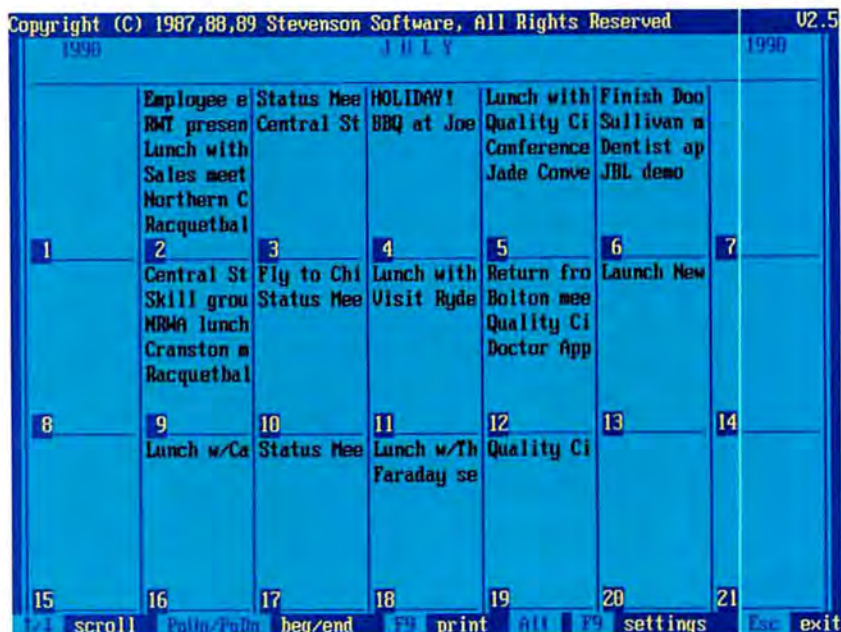 Copyright (C) 1987,88,89 Stevenson Software, All Rights Reserved V2.5
1990 JULY 1990
Employee e Status Mee HOLIDAY! Lunch with Finish Doo
RWT presen Central St BBQ at Joe Quality Ci Sullivan m
Lunch with Conference Dentist ap
Sales meet Jade Conve JBL demo
Northern C
Racquetbal
1 2 3 4 5 6 7
Central St Fly to Chi Lunch with Return fro Launch New
Skill grou Status Mee Visit Ryde Bolton mee
MRWA lunch Quality Ci
Cranston m Doctor App
Racquetbal
8 9 10 11 12 13 14
Lunch w/Ca Status Mee Lunch w/Th Quality Ci
Faraday se
15 16 17 18 19 20 21
↑/↓ scroll PgUp/PgDn beg/end F9 print Alt F9 settings Esc exit